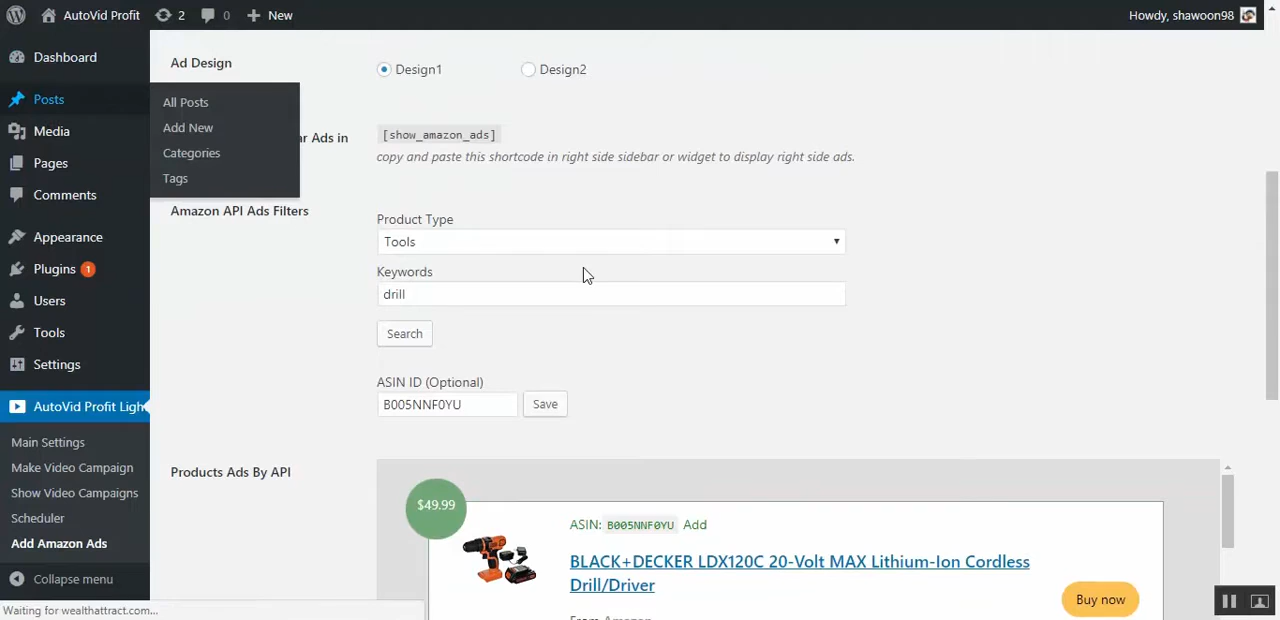 AutoVid Profit 2 0 New Howdy, shawoon98
Dashboard
Posts
All Posts
Add New
Categories
Tags
Media
Pages
Comments
Appearance
Plugins 1
Users
Tools
Settings
AutoVid Profit Ligh
Main Settings
Make Video Campaign
Show Video Campaigns
Scheduler
Add Amazon Ads
Collapse menu
Waiting for wealthattract.com...
Ad Design
Design1 Design2
ar Ads in
[show_amazon_ads]
copy and paste this shortcode in right side sidebar or widget to display right side ads.
Amazon API Ads Filters
Product Type
Tools
Keywords
drill
Search
ASIN ID (Optional)
B005NNF0YU Save
Products Ads By API
$49.99
ASIN: B005NNF0YU Add
BLACK+DECKER LDX120C 20-Volt MAX Lithium-Ion Cordless
Drill/Driver
From Amazon
Buy now